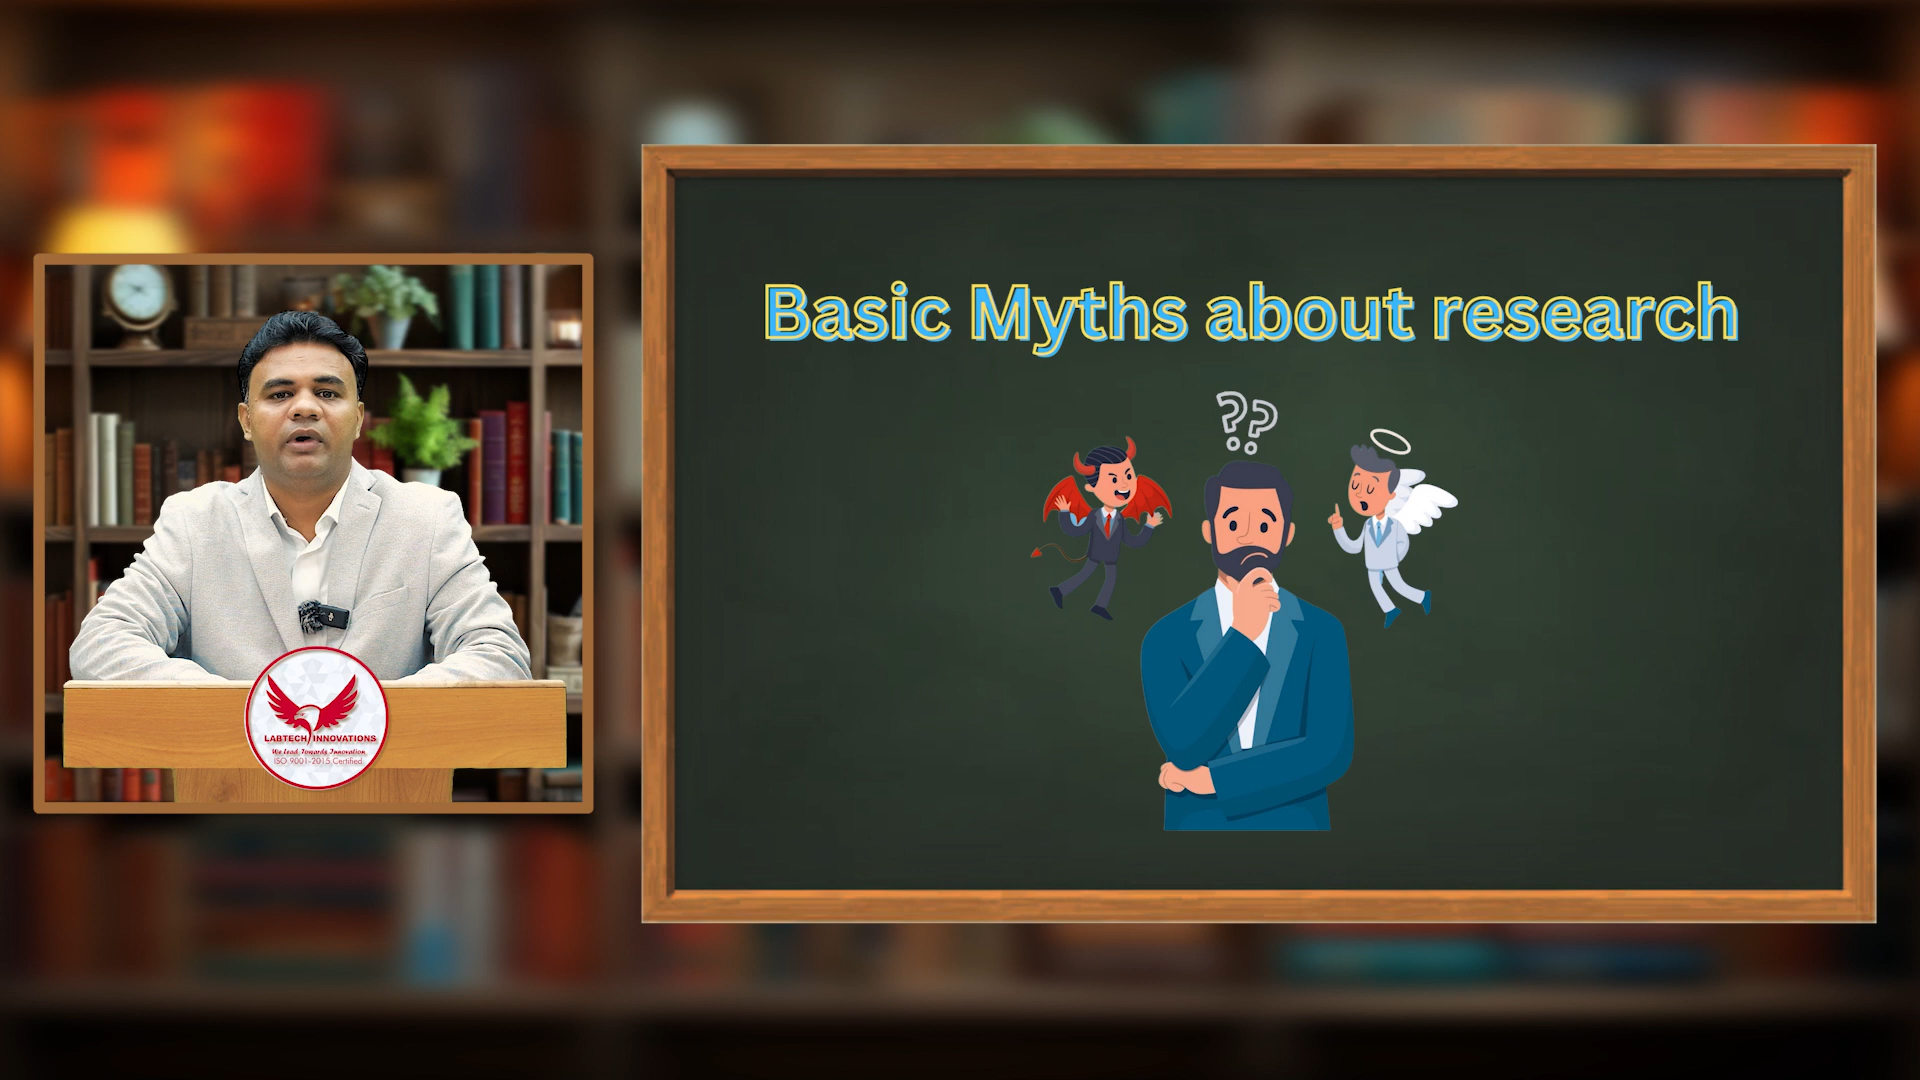 Basic Myths about research
??
LABTECH INNOVATIONS
We Lead Towards Innovation
ISO 9001-2015 Certified